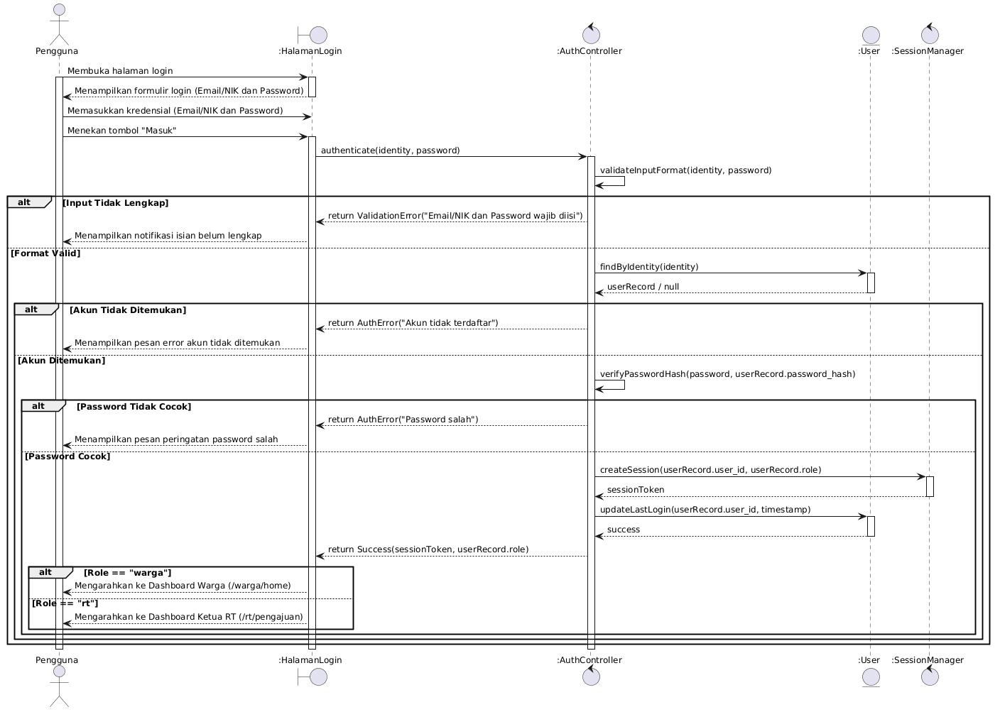 Pengguna
:HalamanLogin
:AuthController
:User
:SessionManager
Membuka halaman login
Menampilkan formulir login (Email/NIK dan Password)
Memasukkan kredensial (Email/NIK dan Password)
Menekan tombol "Masuk"
authenticate(identity, password)
validateInputFormat(identity, password)
alt
[Input Tidak Lengkap]
return ValidationError("Email/NIK dan Password wajib diisi")
Menampilkan notifikasi isian belum lengkap
[Format Valid]
findByIdentity(identity)
userRecord / null
alt
[Akun Tidak Ditemukan]
return AuthError("Akun tidak terdaftar")
Menampilkan pesan error akun tidak ditemukan
[Akun Ditemukan]
verifyPasswordHash(password, userRecord.password_hash)
alt
[Password Tidak Cocok]
return AuthError("Password salah")
Menampilkan pesan peringatan password salah
[Password Cocok]
createSession(userRecord.user_id, userRecord.role)
sessionToken
updateLastLogin(userRecord.user_id, timestamp)
success
return Success(sessionToken, userRecord.role)
alt
[Role == "warga"]
Mengarahkan ke Dashboard Warga (/warga/home)
[Role == "rt"]
Mengarahkan ke Dashboard Ketua RT (/rt/pengajuan)
Pengguna
:HalamanLogin
:AuthController
:User
:SessionManager